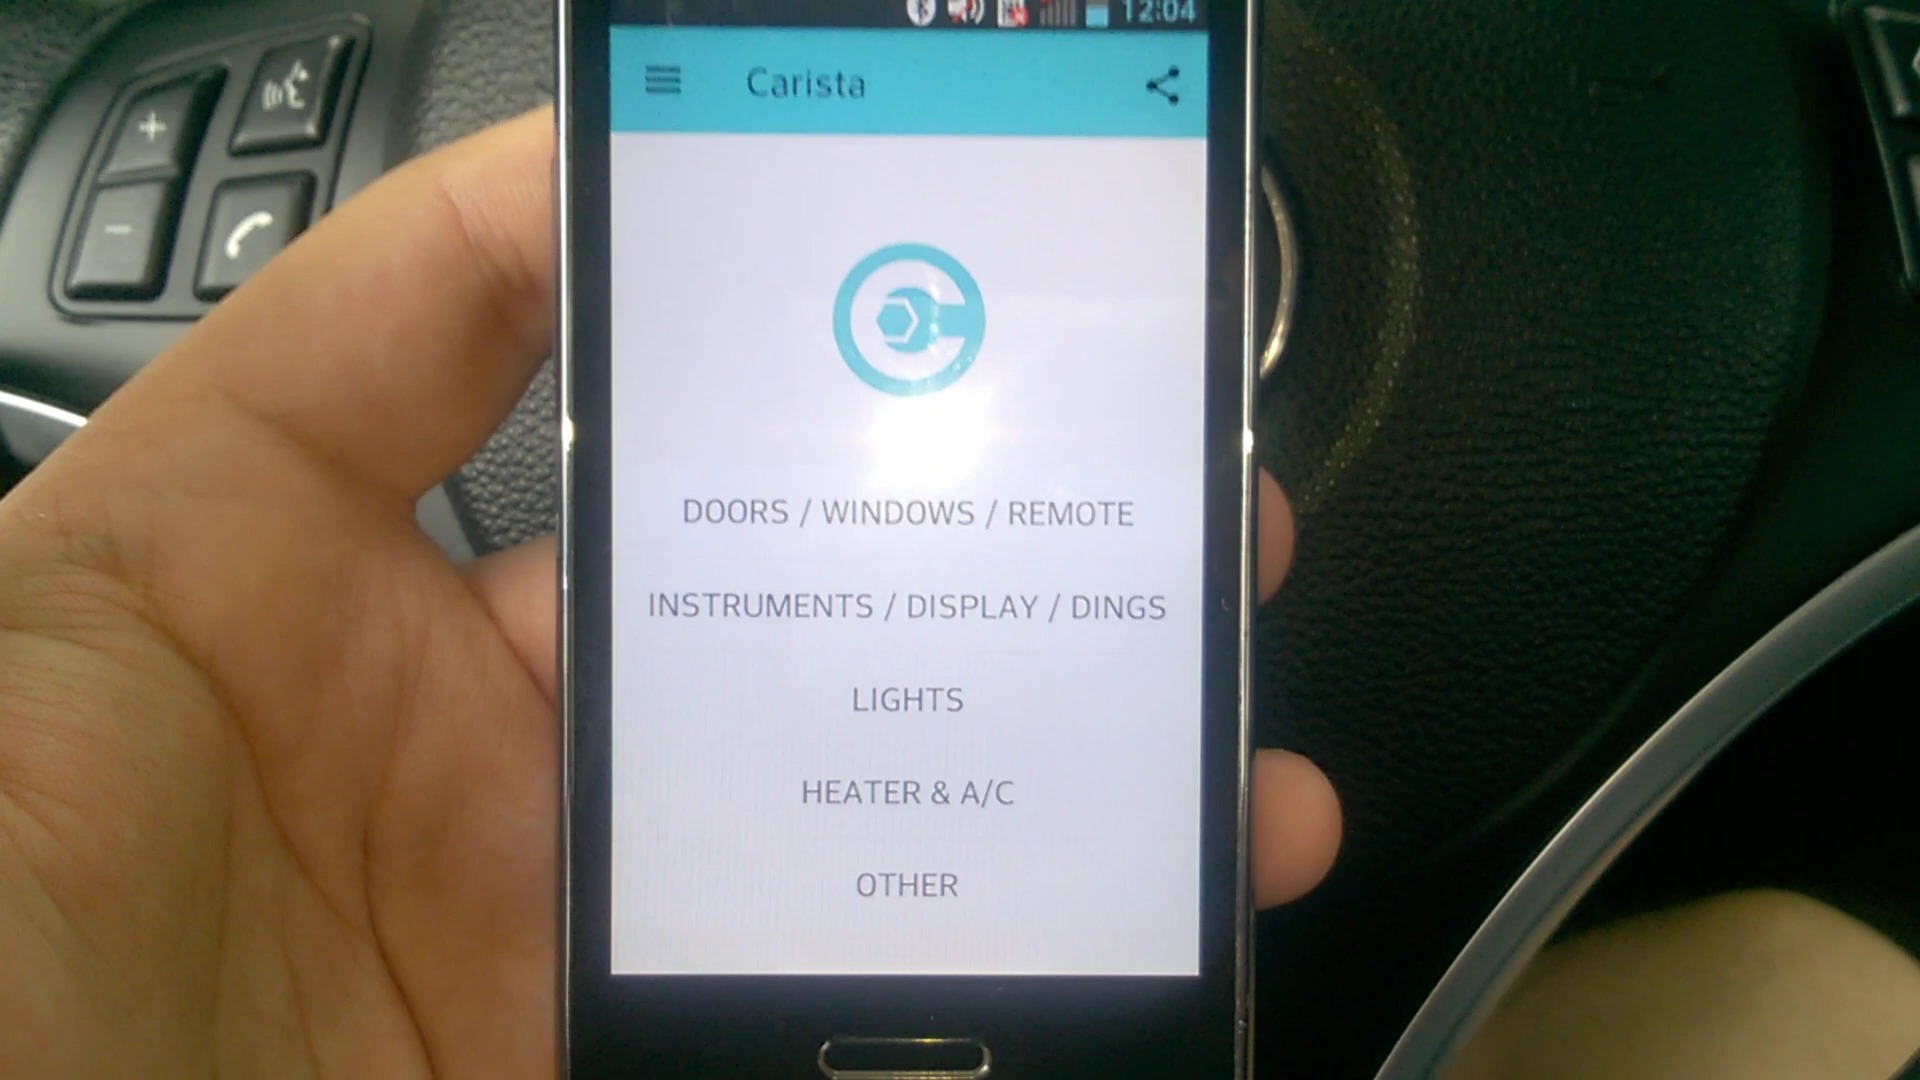 12:04
Carista
DOORS / WINDOWS / REMOTE
INSTRUMENTS / DISPLAY / DINGS
LIGHTS
HEATER & A/C
OTHER